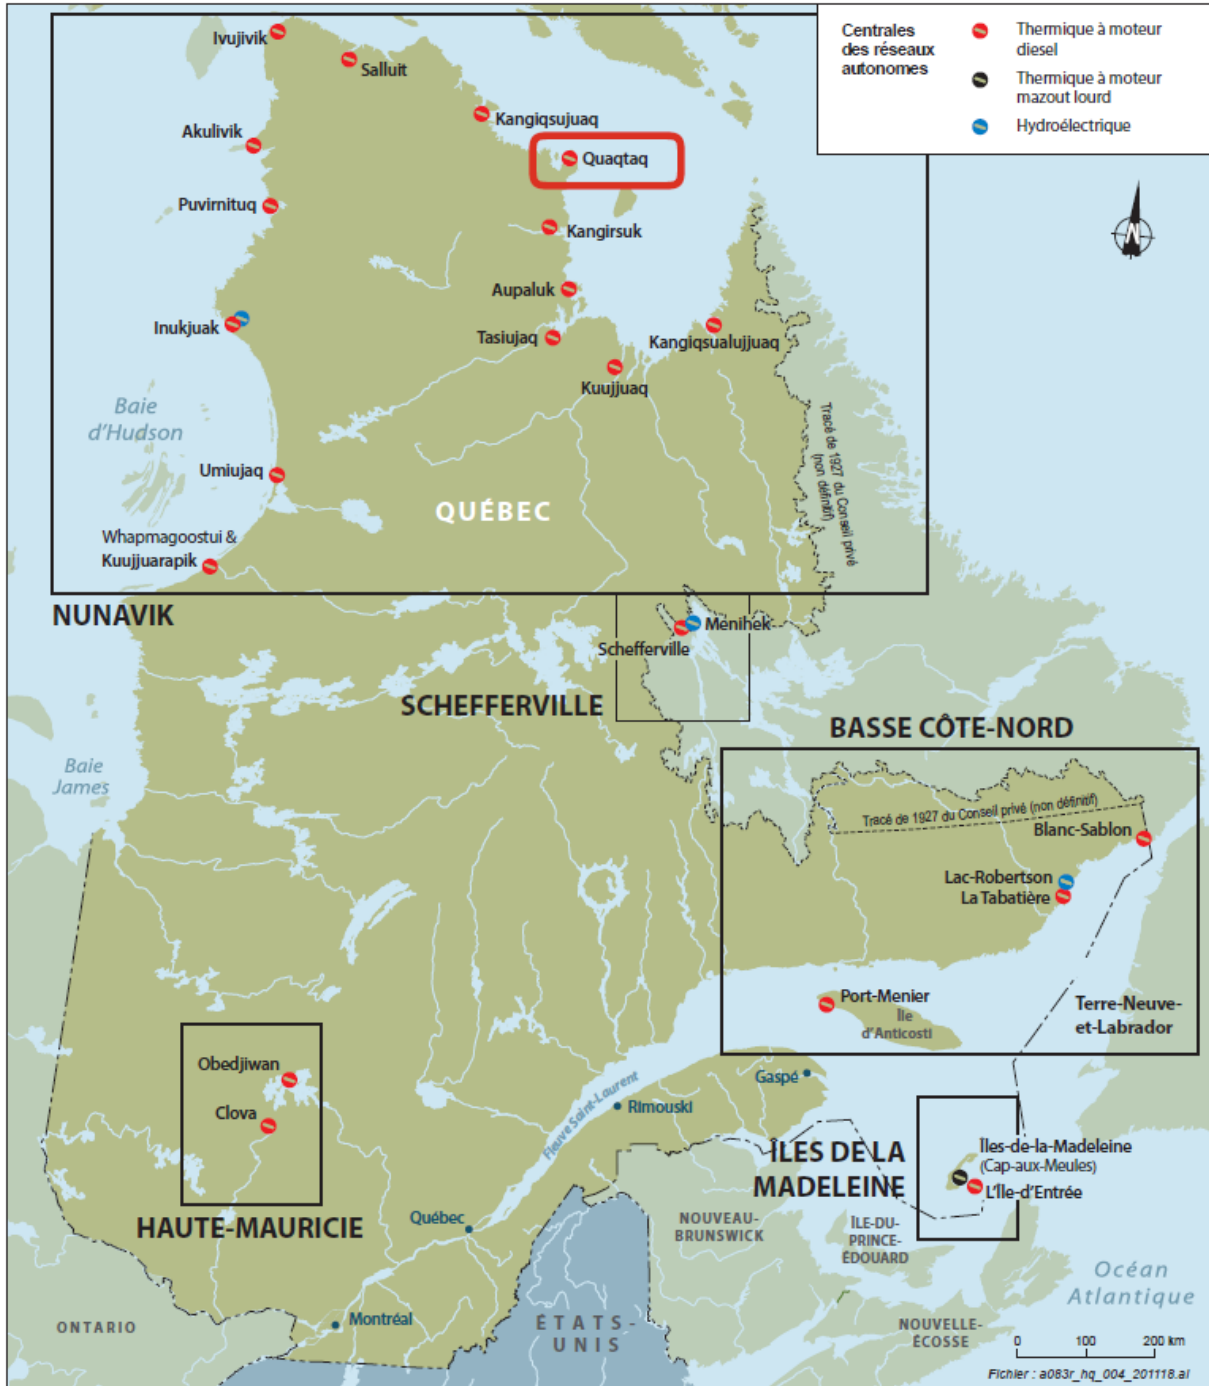 Centrales
des réseaux
autonomes
Thermique à moteur
diesel
Thermique à moteur
mazout lourd
Hydroélectrique
Ivujivik
Salluit
Kangiqsujuaq
Akulivik
Quaqtaq
Puvirnituq
Kangirsuk
Aupaluk
Inukjuak
Tasiujaq
Kangiqsualujjuaq
Kuujjuaq
Baie
d'Hudson
Tracé de 1927 du Conseil privé
(non définitif)
Umiujaq
QUÉBEC
Whapmagoostui &
Kuujjuarapik
NUNAVIK
Menihek
Schefferville
SCHEFFERVILLE
BASSE CÔTE-NORD
Baie
James
Tracé de 1927 du Conseil privé (non définitif)
Blanc-Sablon
Lac-Robertson
La Tabatière
Port-Menier
Île
d'Anticosti
Terre-Neuve-
et-Labrador
Obedjiwan
Clova
Gaspé
Rimouski
Fleuve Saint-Laurent
ÎLES DE LA
MADELEINE
Îles-de-la-Madeleine
(Cap-aux-Meules)
L'Île-d'Entrée
HAUTE-MAURICIE
Québec
NOUVEAU-
BRUNSWICK
ÎLE-DU-
PRINCE-
ÉDOUARD
Océan
Atlantique
Montréal
ONTARIO
ÉTATS-
UNIS
NOUVELLE-
ÉCOSSE
0 100 200 km
Fichier : a083r_hq_004_201118.ai
N